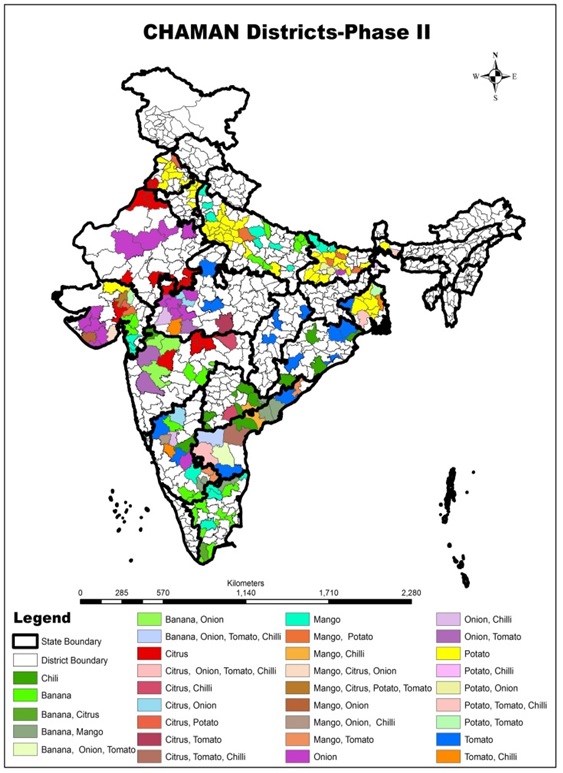 CHAMAN Districts-Phase II
N
W E
S
Kilometers
0 285 570 1,140 1,710 2,280
Legend
State Boundary
District Boundary
Chili
Banana
Banana, Citrus
Banana, Mango
Banana, Onion, Tomato
Banana, Onion
Banana, Onion, Tomato, Chilli
Citrus
Citrus, Onion, Tomato, Chilli
Citrus, Chilli
Citrus, Onion
Citrus, Potato
Citrus, Tomato
Citrus, Tomato, Chilli
Mango
Mango, Potato
Mango, Chilli
Mango, Citrus, Onion
Mango, Citrus, Potato, Tomato
Mango, Onion
Mango, Onion, Chilli
Mango, Tomato
Onion
Onion, Chilli
Onion, Tomato
Potato
Potato, Chilli
Potato, Onion
Potato, Tomato, Chilli
Potato, Tomato
Tomato
Tomato, Chilli